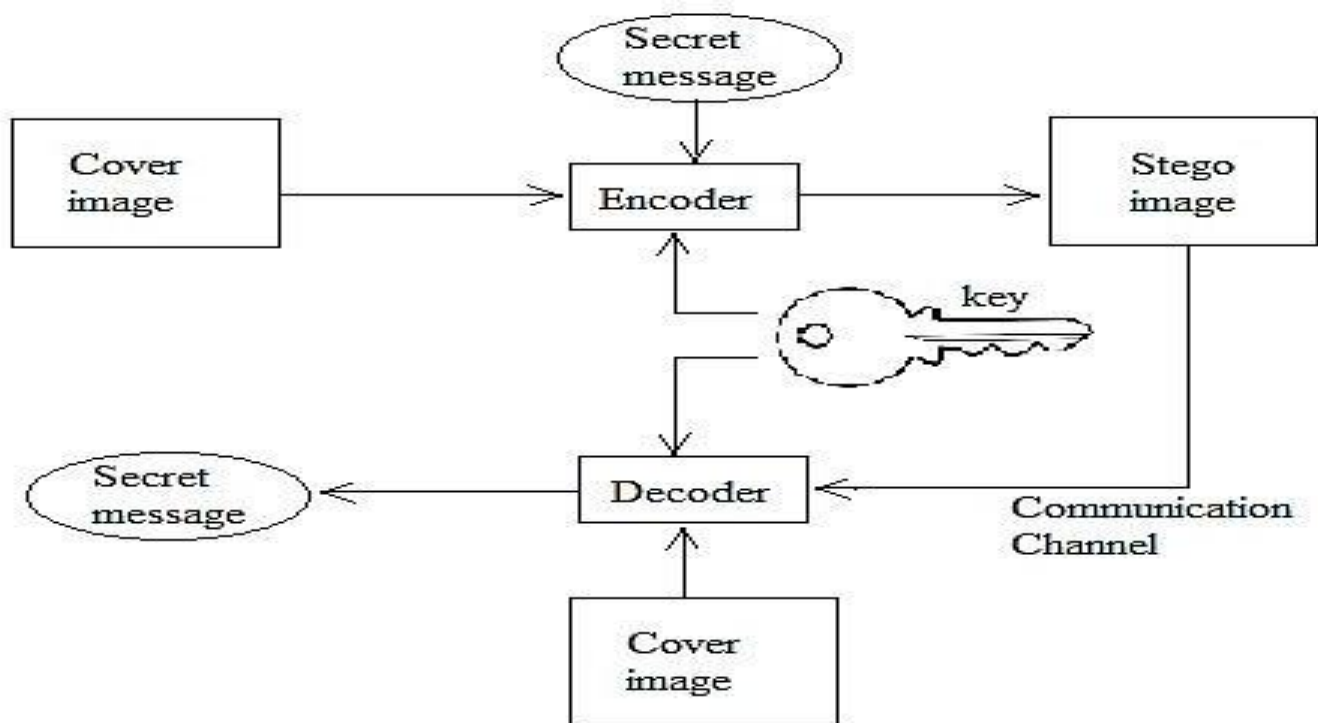 Secret
message
Cover
image
Encoder
Stego
image
key
Secret
message
Decoder
Communication
Channel
Cover
image